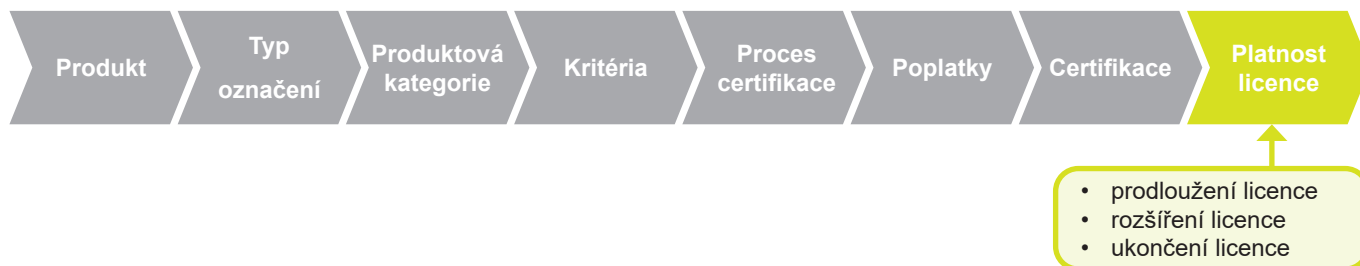 Produkt
Typ
označení
Produktová
kategorie
Kritéria
Proces
certifikace
Poplatky
Certifikace
Platnost
licence
• prodloužení licence
• rozšíření licence
• ukončení licence